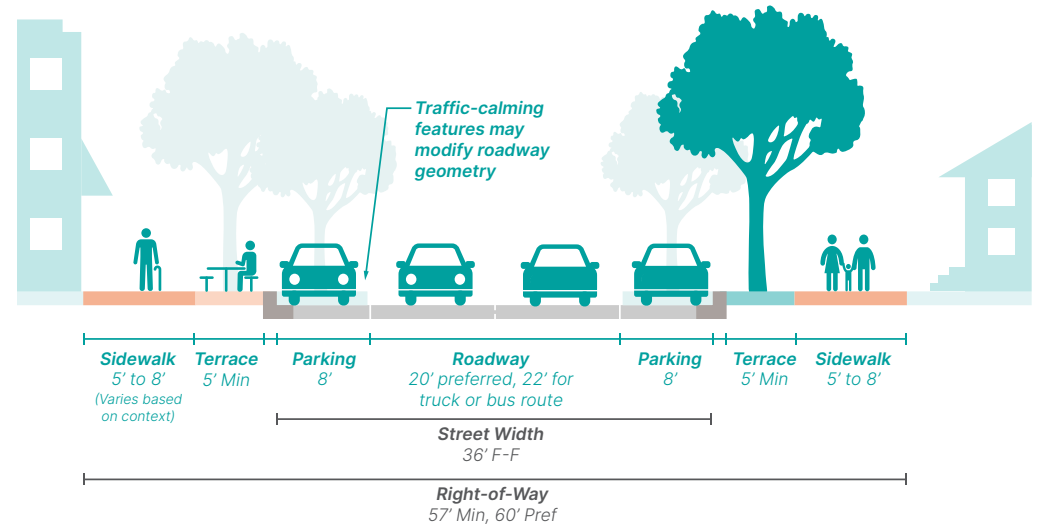 Traffic-calming
features may
modify roadway
geometry
Sidewalk
5’ to 8’
(Varies based
on context)
Terrace
5’ Min
Parking
8’
Roadway
20’ preferred, 22’ for
truck or bus route
Parking
8’
Terrace
5’ Min
Sidewalk
5’ to 8’
Street Width
36’ F-F
Right-of-Way
57’ Min, 60’ Pref